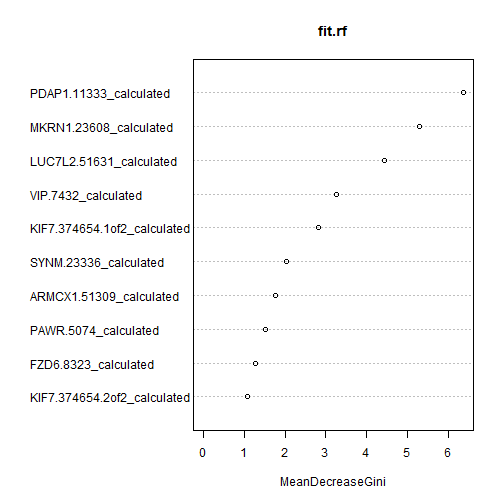 fit.rf
PDAP1.11333_calculated
MKRN1.23608_calculated
LUC7L2.51631_calculated
VIP.7432_calculated
KIF7.374654.1of2_calculated
SYNM.23336_calculated
ARMCX1.51309_calculated
PAWR.5074_calculated
FZD6.8323_calculated
KIF7.374654.2of2_calculated
0 1 2 3 4 5 6
MeanDecreaseGini